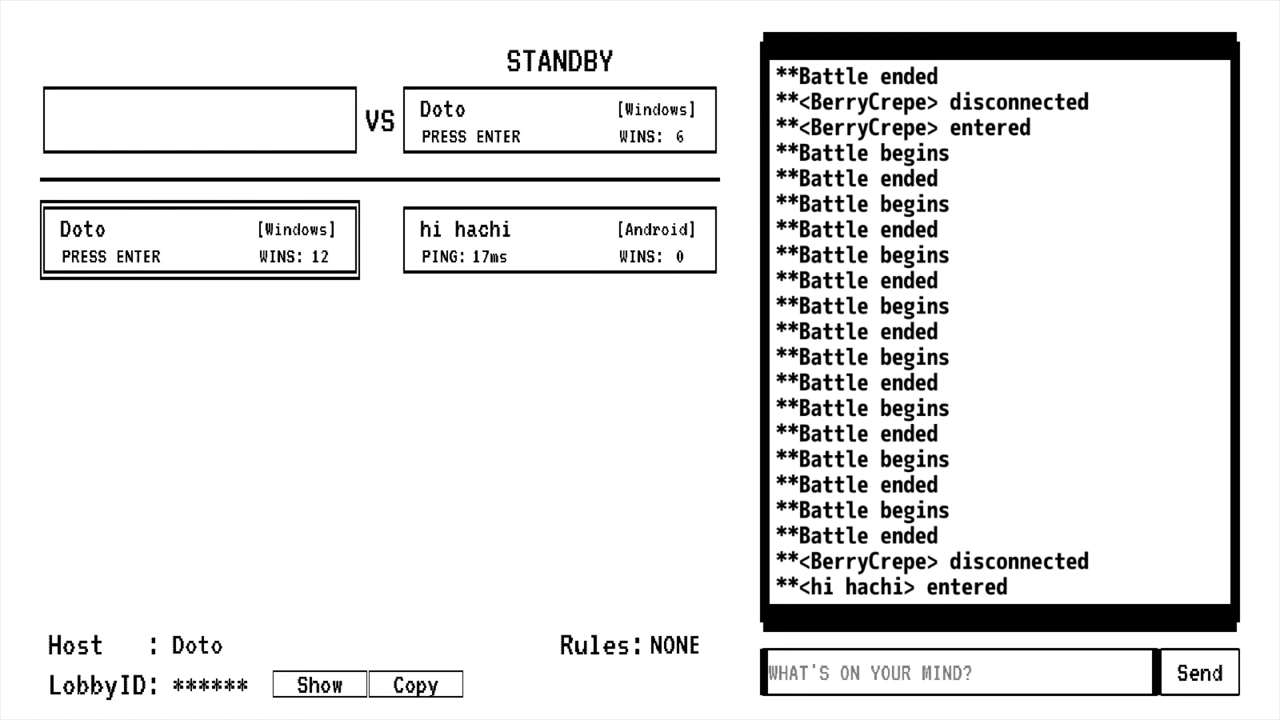 STANDBY
VS
Doto [Windows]
PRESS ENTER WINS: 6
Doto [Windows]
PRESS ENTER WINS: 12
hi hachi [Android]
PING: 17ms WINS: 0
Host : Doto
Rules: NONE
LobbyID: ****** Show Copy
**Battle ended
**<BerryCrepe> disconnected
**<BerryCrepe> entered
**Battle begins
**Battle ended
**Battle begins
**Battle ended
**Battle begins
**Battle ended
**Battle begins
**Battle ended
**Battle begins
**Battle ended
**Battle begins
**Battle ended
**Battle begins
**Battle ended
**Battle begins
**Battle ended
**<BerryCrepe> disconnected
**<hi hachi> entered
WHAT'S ON YOUR MIND? Send